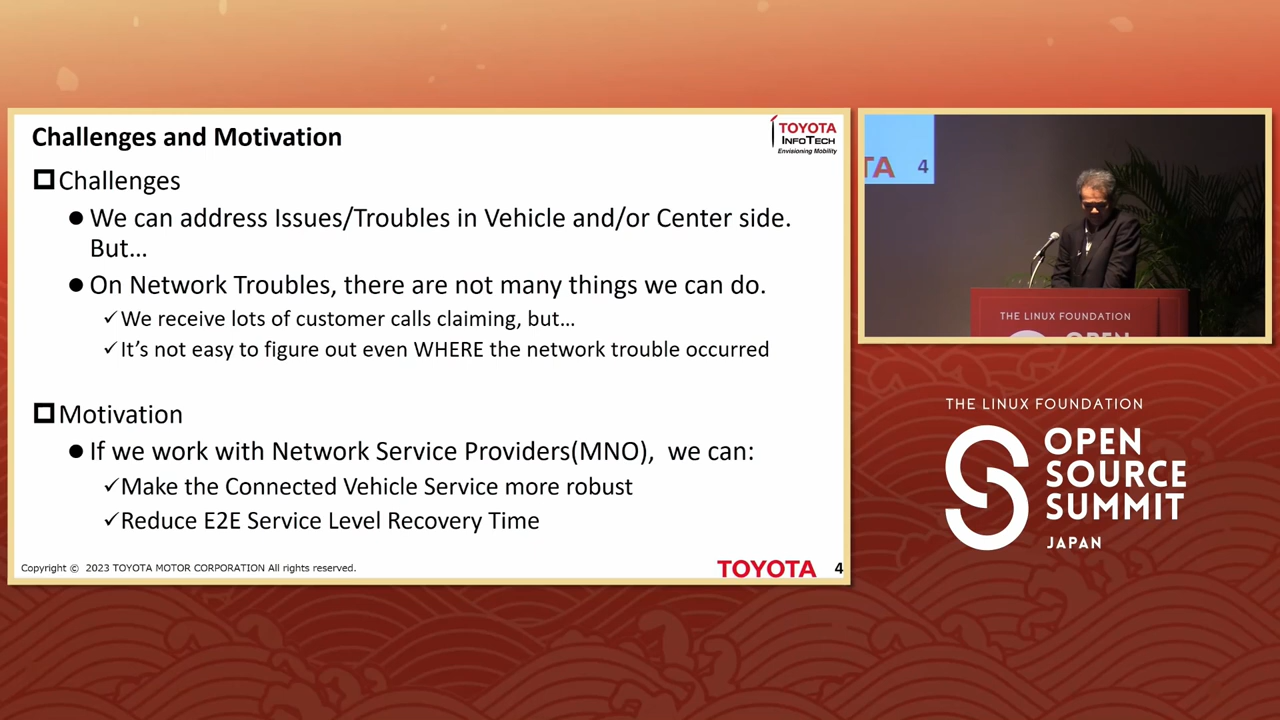 Challenges and Motivation
TOYOTA
INFOTECH
Envisioning Mobility
Challenges
We can address Issues/Troubles in Vehicle and/or Center side.
But...
On Network Troubles, there are not many things we can do.
✓We receive lots of customer calls claiming, but...
✓It's not easy to figure out even WHERE the network trouble occurred
Motivation
If we work with Network Service Providers(MNO), we can:
✓Make the Connected Vehicle Service more robust
✓Reduce E2E Service Level Recovery Time
Copyright © 2023 TOYOTA MOTOR CORPORATION All rights reserved.
TOYOTA 4
TA 4
THE LINUX FOUNDATION
OPEN
THE LINUX FOUNDATION
OPEN
SOURCE
SUMMIT
JAPAN